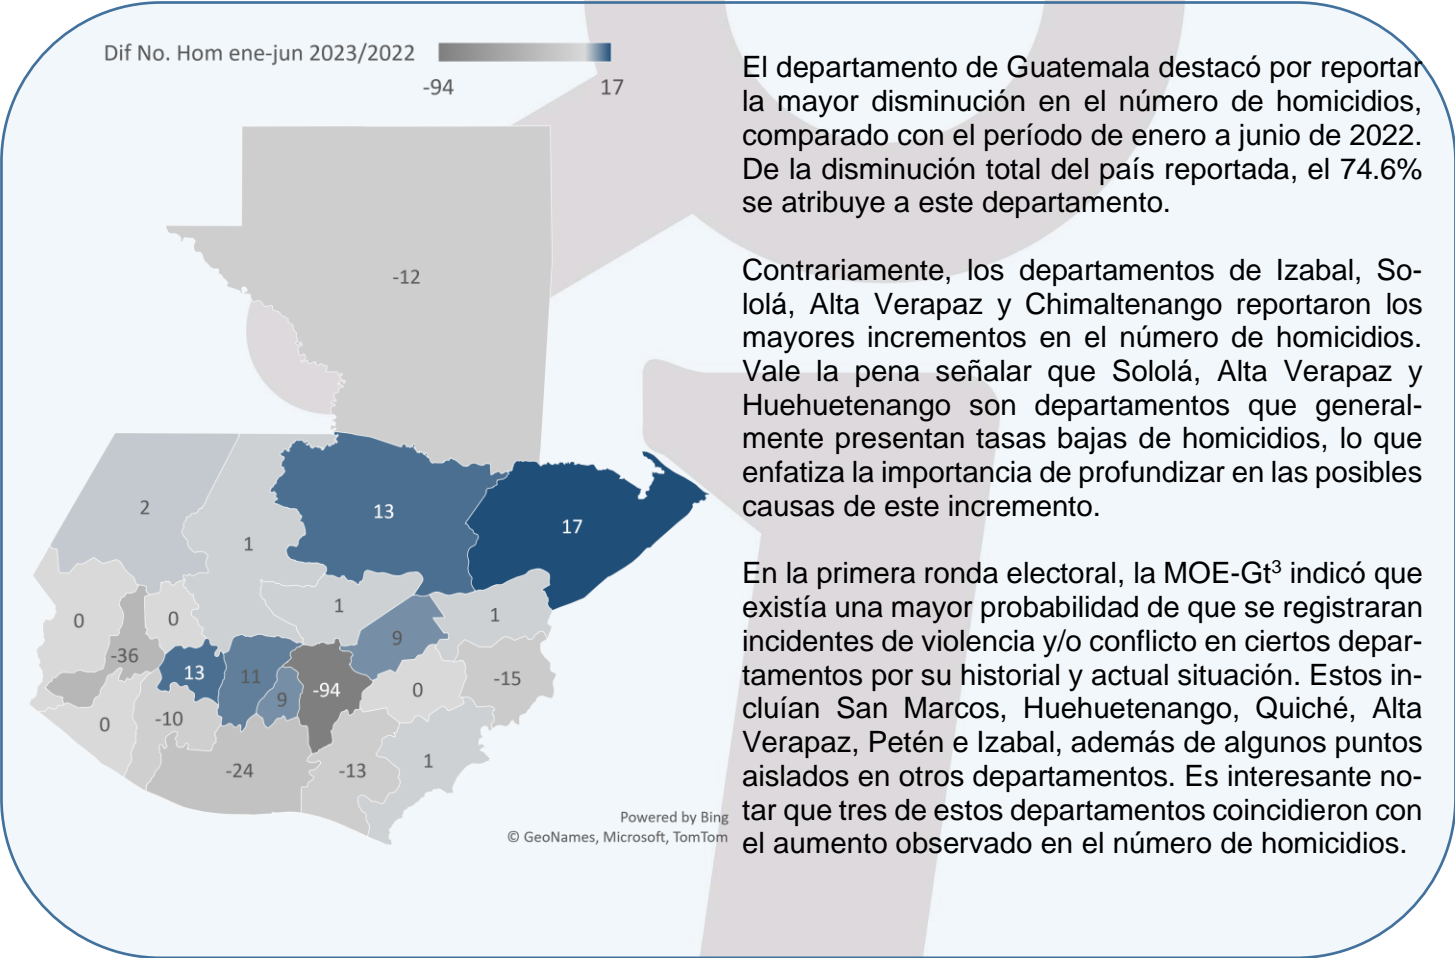 Dif No. Hom ene-jun 2023/2022
-94
17
-12
2
1
13
17
0
-36
0
1
9
1
13
11
9
-94
0
-15
0
-10
-24
-13
1
Powered by Bing
© GeoNames, Microsoft, TomTom
El departamento de Guatemala destacó por reportar
la mayor disminución en el número de homicidios,
comparado con el período de enero a junio de 2022.
De la disminución total del país reportada, el 74.6%
se atribuye a este departamento.
Contrariamente, los departamentos de Izabal, So-
lolá, Alta Verapaz y Chimaltenango reportaron los
mayores incrementos en el número de homicidios.
Vale la pena señalar que Sololá, Alta Verapaz y
Huehuetenango son departamentos que general-
mente presentan tasas bajas de homicidios, lo que
enfatiza la importancia de profundizar en las posibles
causas de este incremento.
En la primera ronda electoral, la MOE-Gt³ indicó que
existía una mayor probabilidad de que se registraran
incidentes de violencia y/o conflicto en ciertos depar-
tamentos por su historial y actual situación. Estos in-
cluían San Marcos, Huehuetenango, Quiché, Alta
Verapaz, Petén e Izabal, además de algunos puntos
aislados en otros departamentos. Es interesante no-
tar que tres de estos departamentos coincidieron con
el aumento observado en el número de homicidios.